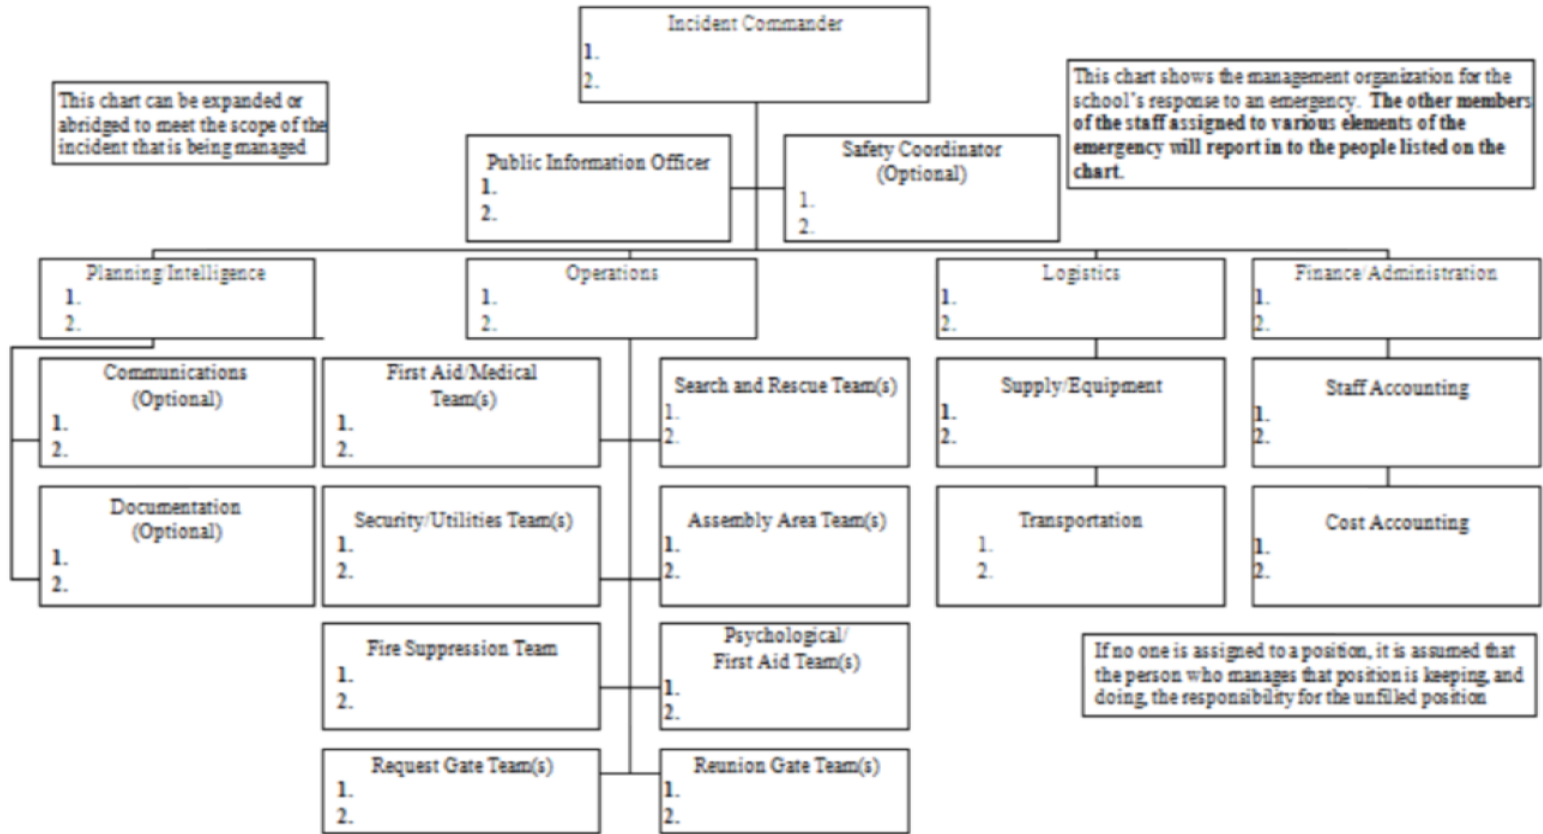 Incident Commander
1.
2.
This chart can be expanded or
abridged to meet the scope of the
incident that is being managed
This chart shows the management organization for the
school's response to an emergency. The other members
of the staff assigned to various elements of the
emergency will report in to the people listed on the
chart.
Public Information Officer
1.
2.
Safety Coordinator
(Optional)
1.
2.
Planning/Intelligence
1.
2.
Operations
1.
2.
Logistics
1.
2.
Finance/Administration
1.
2.
Communications
(Optional)
1.
2.
First Aid/Medical
Team(s)
1.
2.
Search and Rescue Team(s)
1.
2.
Supply/Equipment
1.
2.
Staff Accounting
1.
2.
Documentation
(Optional)
1.
2.
Security/Utilities Team(s)
1.
2.
Assembly Area Team(s)
1.
2.
Transportation
1.
2.
Cost Accounting
1.
2.
Fire Suppression Team
1.
2.
Psychological/
First Aid Team(s)
1.
2.
If no one is assigned to a position, it is assumed that
the person who manages that position is keeping, and
doing, the responsibility for the unfilled position
Request Gate Team(s)
1.
2.
Reunion Gate Team(s)
1.
2.